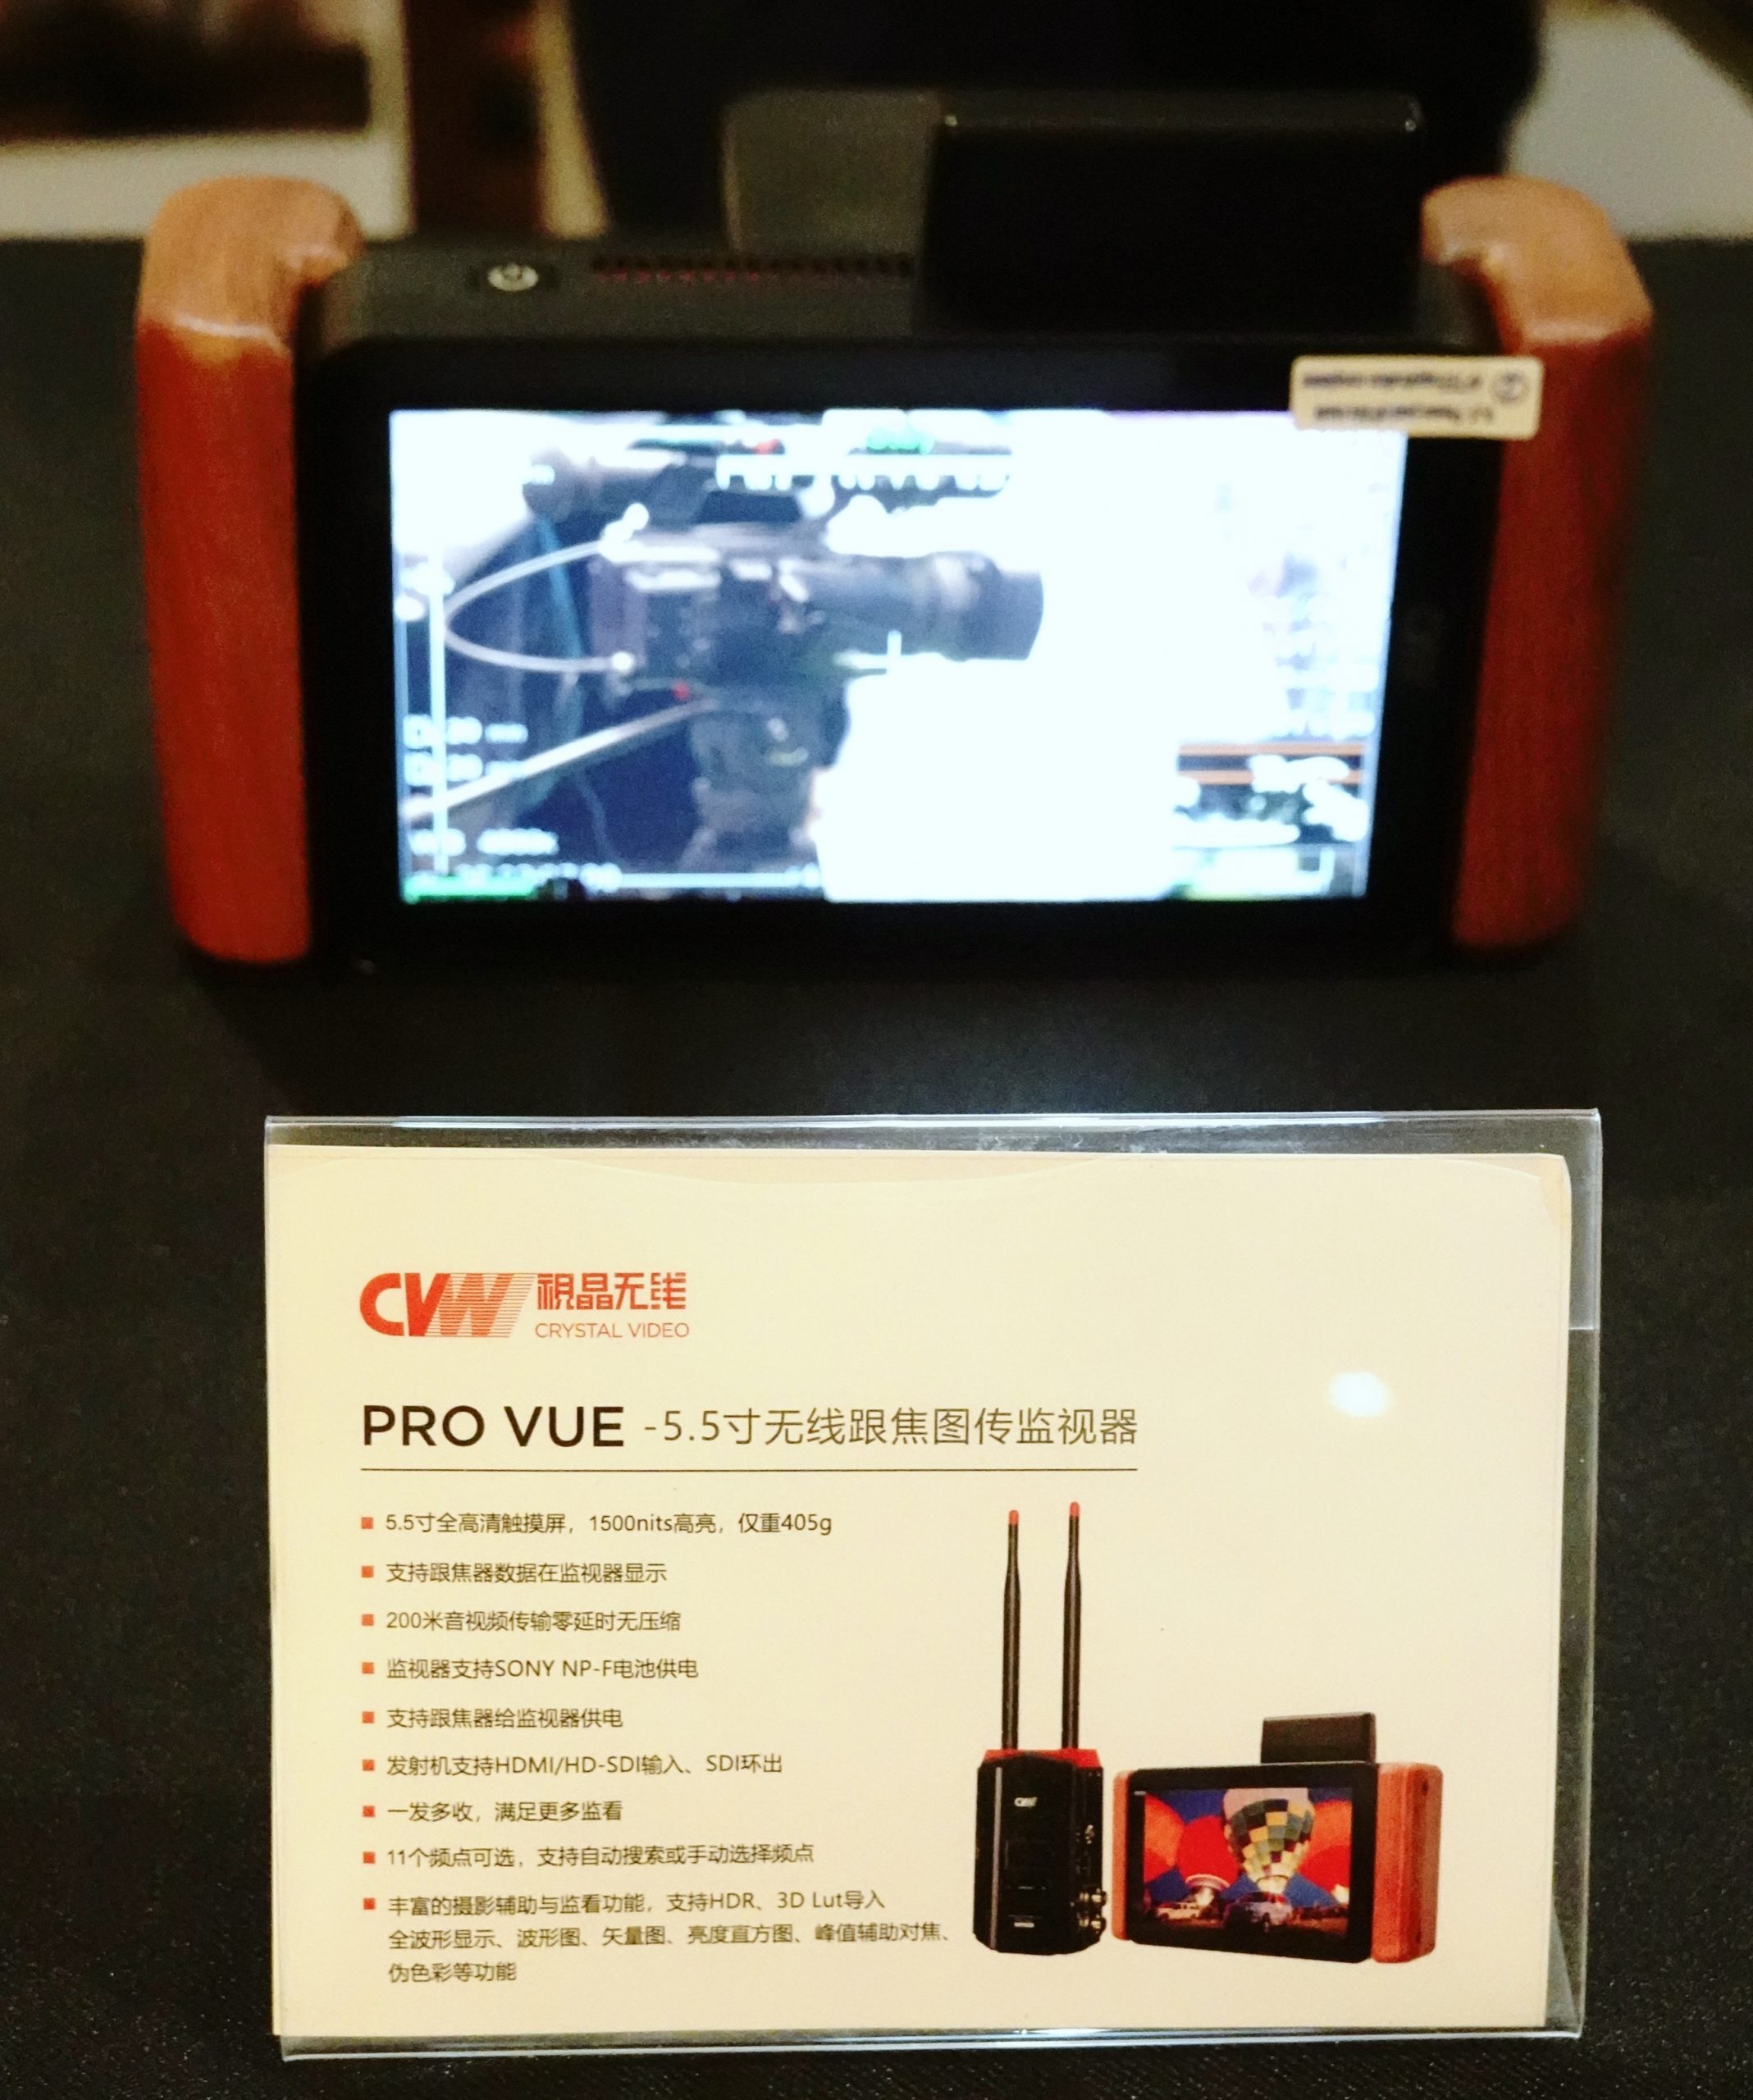 CVW 视晶无线
CRYSTAL VIDEO
PRO VUE -5.5寸无线跟焦图传监视器
5.5寸全高清触摸屏，1500nits高亮，仅重405g
支持跟焦器数据在监视器显示
200米音视频传输零延时无压缩
监视器支持SONY NP-F电池供电
支持跟焦器给监视器供电
发射机支持HDMI/HD-SDI输入、SDI环出
一发多收，满足更多监看
11个频点可选，支持自动搜索或手动选择频点
丰富的摄影辅助与监看功能，支持HDR、3D Lut导入
全波形显示、波形图、矢量图、亮度直方图、峰值辅助对焦、
伪色彩等功能
CVW